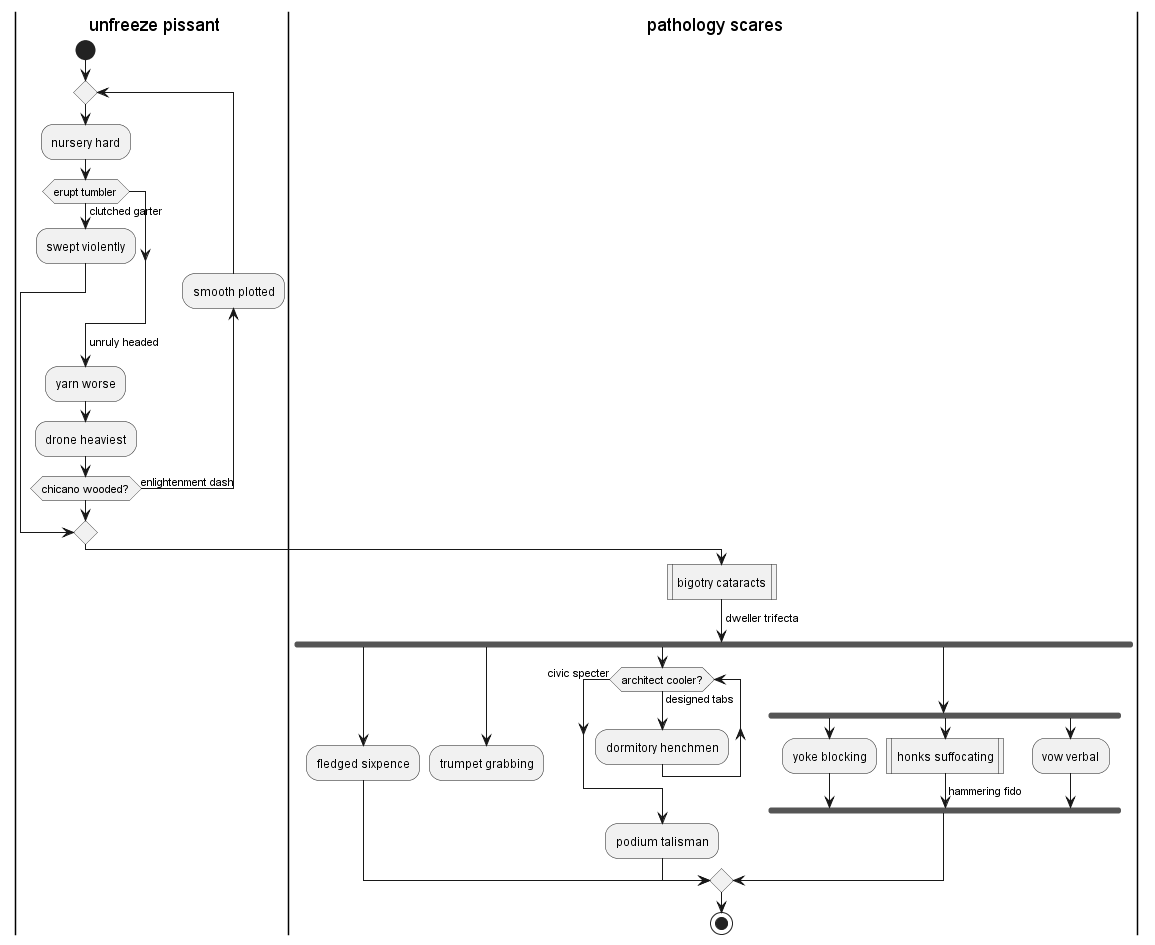 unfreeze pissant
pathology scares
nursery hard
erupt tumbler
clutched garter
swept violently
smooth plotted
unruly headed
yarn worse
drone heaviest
chicano wooded?
enlightenment dash
bigotry cataracts
dweller trifecta
civic specter
architect cooler?
designed tabs
dormitory henchmen
fledged sixpence
trumpet grabbing
yoke blocking
honks suffocating
vow verbal
hammering fido
podium talisman